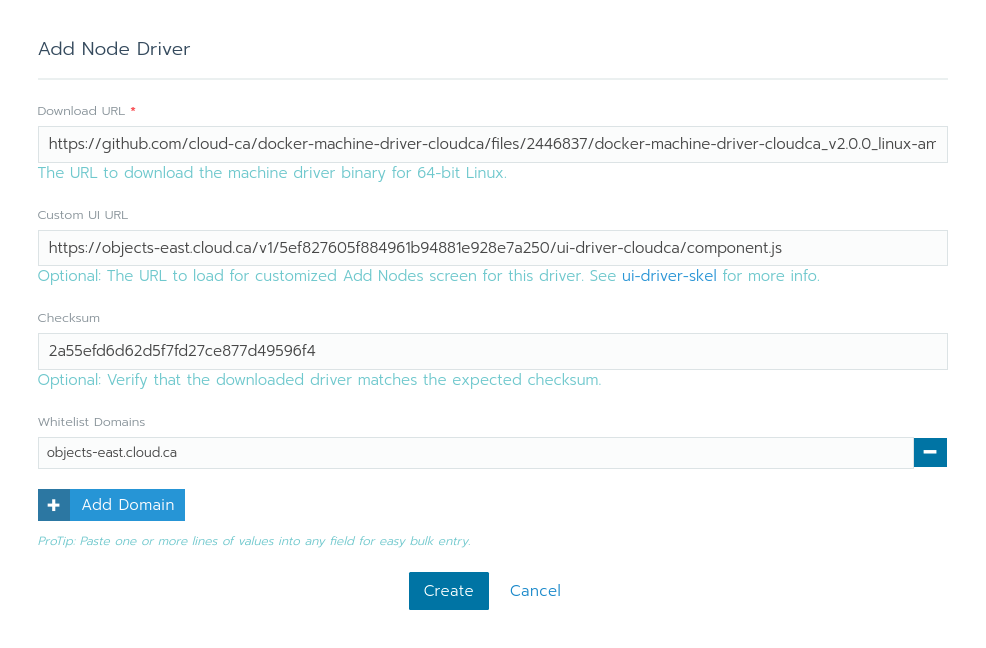 Add Node Driver
Download URL *
https://github.com/cloud-ca/docker-machine-driver-cloudca/files/2446837/docker-machine-driver-cloudca_v2.0.0_linux-am
The URL to download the machine driver binary for 64-bit Linux.
Custom UI URL
https://objects-east.cloud.ca/v1/5ef827605f884961b94881e928e7a250/ui-driver-cloudca/component.js
Optional: The URL to load for customized Add Nodes screen for this driver. See ui-driver-skel for more info.
Checksum
2a55efd6d62d5f7fd27ce877d49596f4
Optional: Verify that the downloaded driver matches the expected checksum.
Whitelist Domains
objects-east.cloud.ca
Add Domain
ProTip: Paste one or more lines of values into any field for easy bulk entry.
Create Cancel